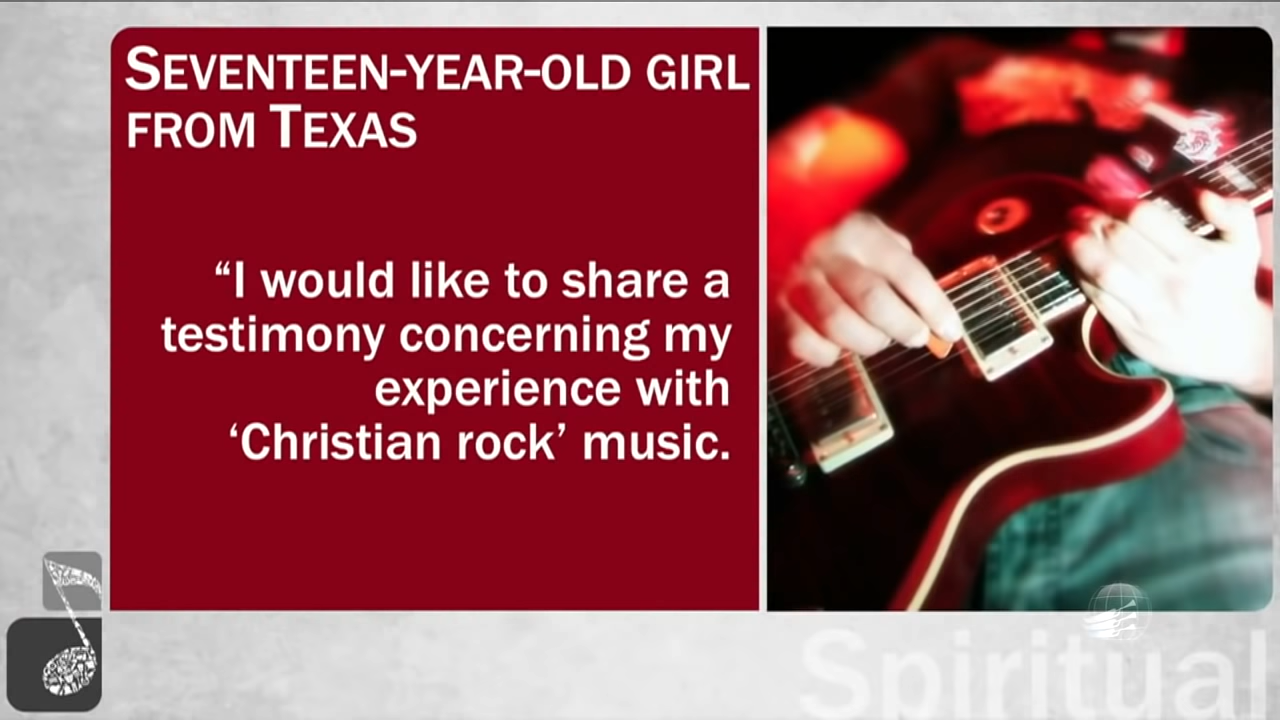 SEVENTEEN-YEAR-OLD GIRL
FROM TEXAS
“I would like to share a
testimony concerning my
experience with
‘Christian rock’ music.
Spiritual